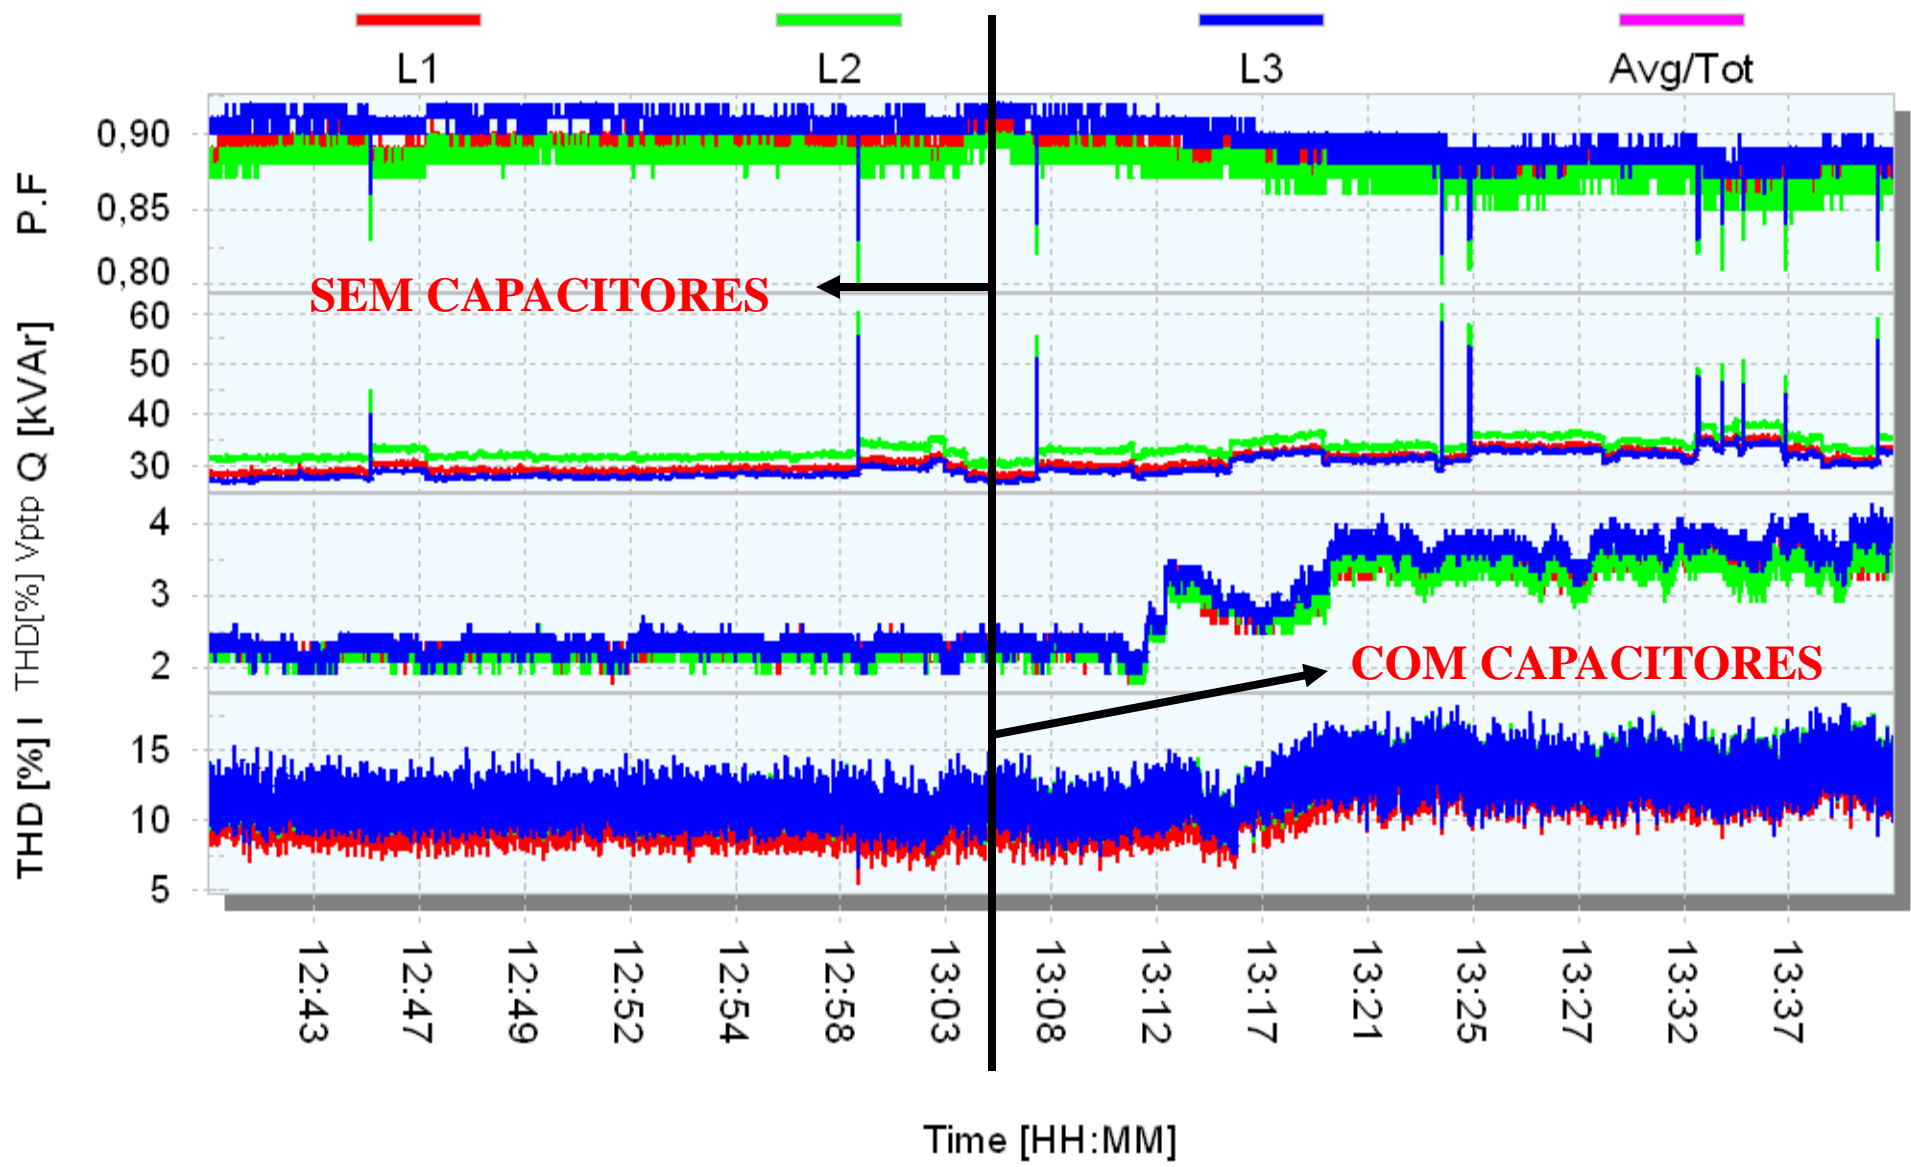 L1 L2 L3 Avg/Tot
P.F
0,90
0,85
0,80
SEM CAPACITORES
Q [kVAr]
60
50
40
30
THD[%] Vptp
4
3
2
COM CAPACITORES
THD [%] I
15
10
5
12:43 12:47 12:49 12:52 12:54 12:58 13:03 13:08 13:12 13:17 13:21 13:25 13:27 13:32 13:37
Time [HH:MM]